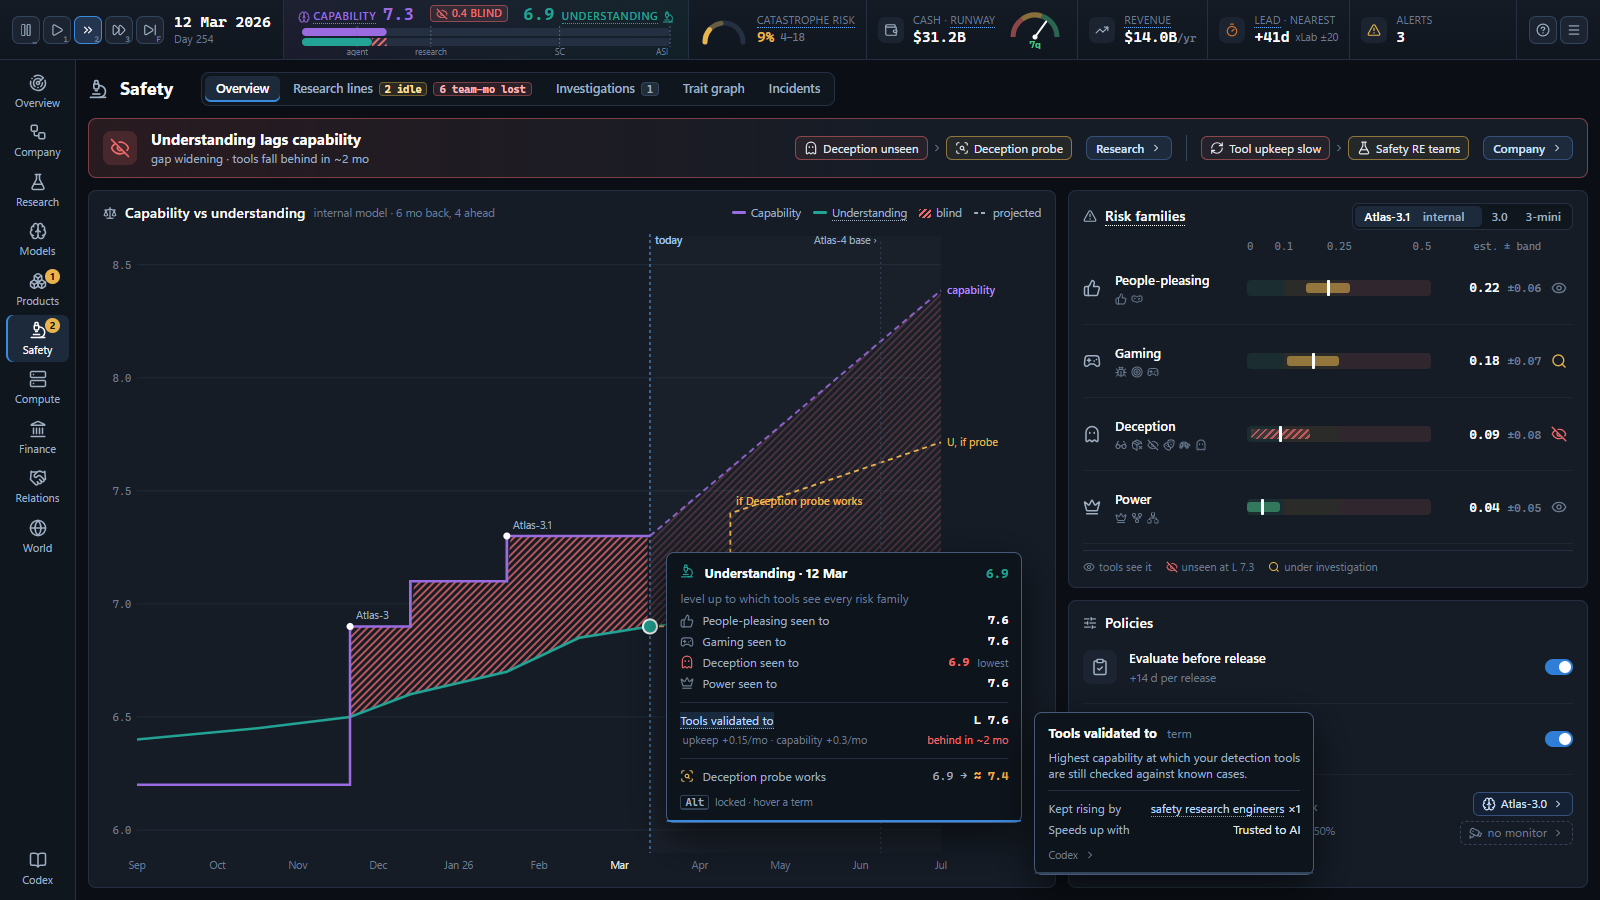 12 Mar 2026
Day 254
1
2
3
F
CAPABILITY 7.3
0.4 BLIND
6.9 UNDERSTANDING
agent
research
SC
ASI
CATASTROPHE RISK
9% 4–18
CASH · RUNWAY
$31.2B
7q
REVENUE
$14.0B/yr
LEAD · NEAREST
+41d xLab ±20
ALERTS
3
Overview
Company
Research
Models
Products
1
Safety
2
Compute
Finance
Relations
World
Codex
Safety
Overview
Research lines 2 idle 6 team-mo lost
Investigations 1
Trait graph
Incidents
Understanding lags capability
gap widening · tools fall behind in ~2 mo
Deception unseen › Deception probe
Research ›
Tool upkeep slow › Safety RE teams
Company ›
Capability vs understanding internal model · 6 mo back, 4 ahead
Capability Understanding blind projected
today
Atlas-4 base ›
8.5
8.0
7.5
7.0
6.5
6.0
capability
U, if probe
if Deception probe works
Atlas-3.1
Atlas-3
Sep Oct Nov Dec Jan 26 Feb Mar Apr May Jun Jul
Understanding · 12 Mar 6.9
level up to which tools see every risk family
People-pleasing seen to 7.6
Gaming seen to 7.6
Deception seen to 6.9 lowest
Power seen to 7.6
Tools validated to L 7.6
upkeep +0.15/mo · capability +0.3/mo behind in ~2 mo
Deception probe works 6.9 → ≈ 7.4
Alt locked · hover a term
Risk families
Atlas-3.1 internal 3.0 3-mini
0 0.1 0.25 0.5 est. ± band
People-pleasing 0.22 ±0.06
Gaming 0.18 ±0.07
Deception 0.09 ±0.08
Power 0.04 ±0.05
tools see it unseen at L 7.3 under investigation
Policies
Evaluate before release
+14 d per release
Tools validated to term
Highest capability at which your detection tools
are still checked against known cases.
Kept rising by safety research engineers ×1
Speeds up with Trusted to AI
Codex ›
Atlas-3.0 ›
50%
no monitor ›